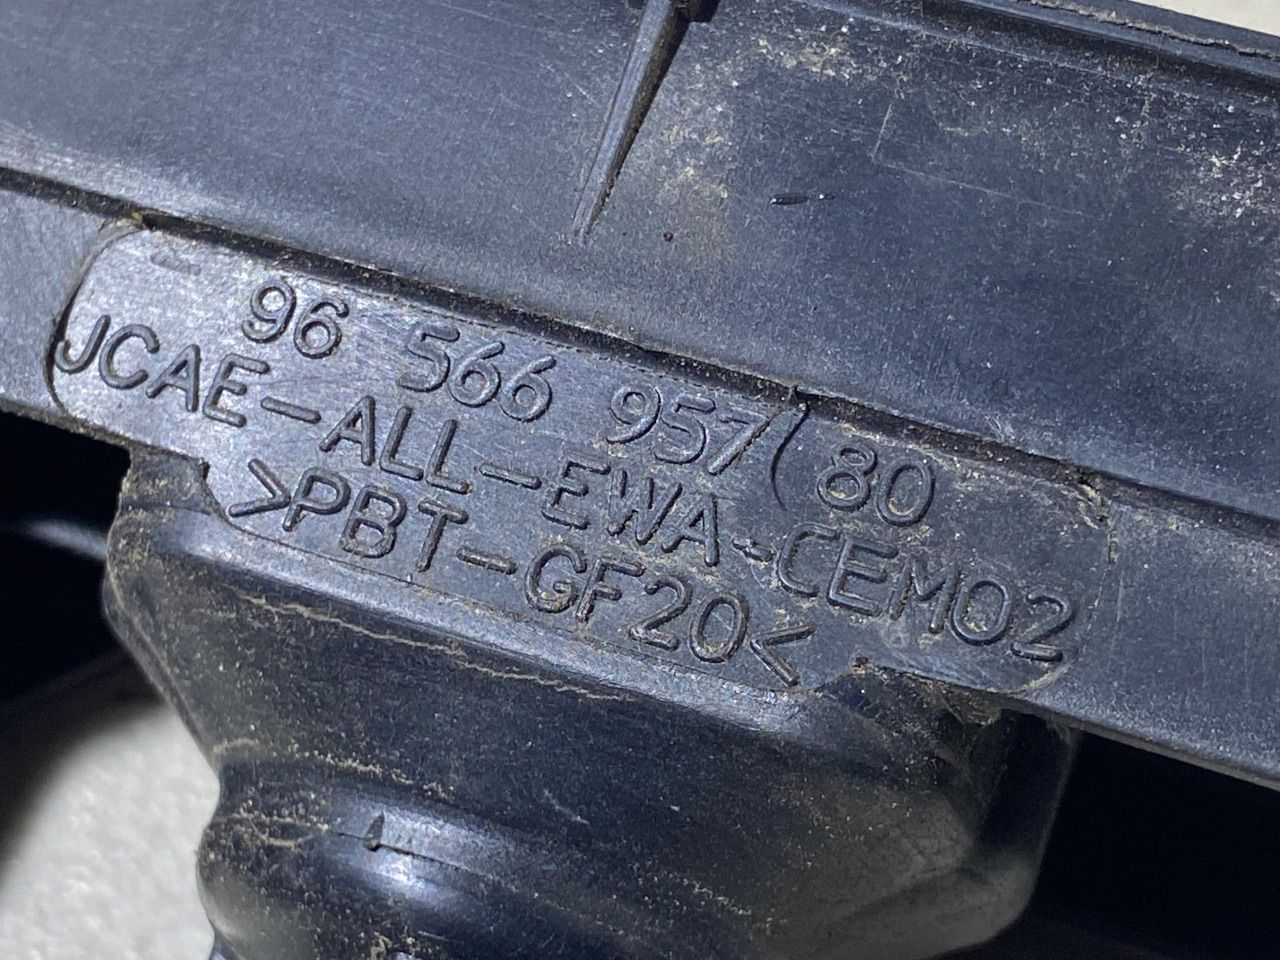 96 566 957 80
JCAE-ALL-EWA-CEM02
>PBT-GF20<